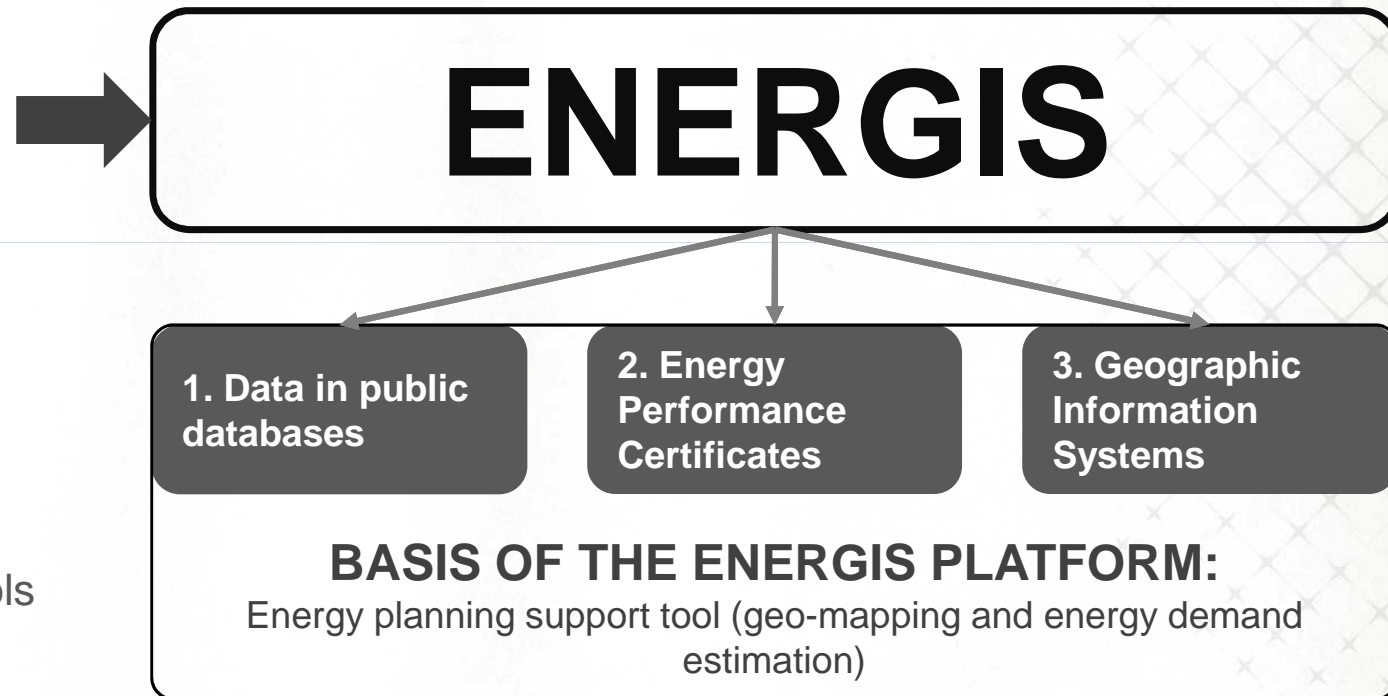 ENERGIS
1. Data in public
databases
2. Energy
Performance
Certificates
3. Geographic
Information
Systems
BASIS OF THE ENERGIS PLATFORM:
Energy planning support tool (geo-mapping and energy demand
estimation)